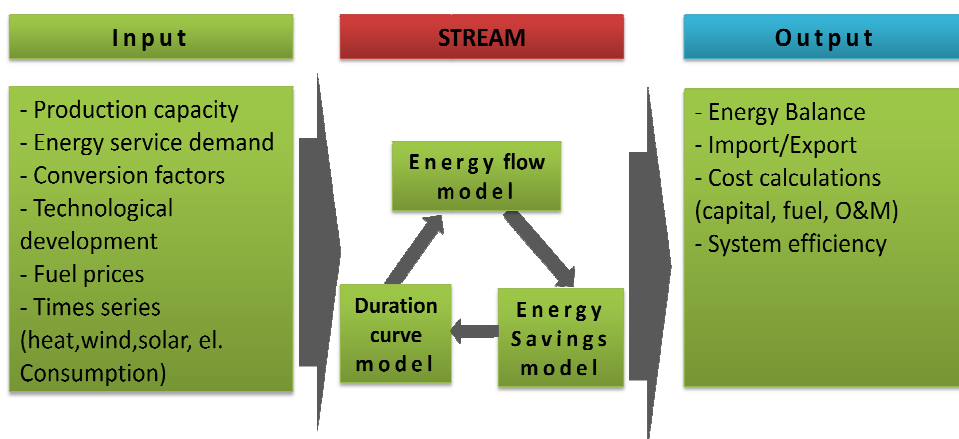 Input
- Production capacity
- Energy service demand
- Conversion factors
- Technological
development
- Fuel prices
- Times series
(heat,wind,solar, el.
Consumption)
STREAM
Energy flow
model
Duration
curve
model
Energy
Savings
model
Output
- Energy Balance
- Import/Export
- Cost calculations
(capital, fuel, O&M)
- System efficiency